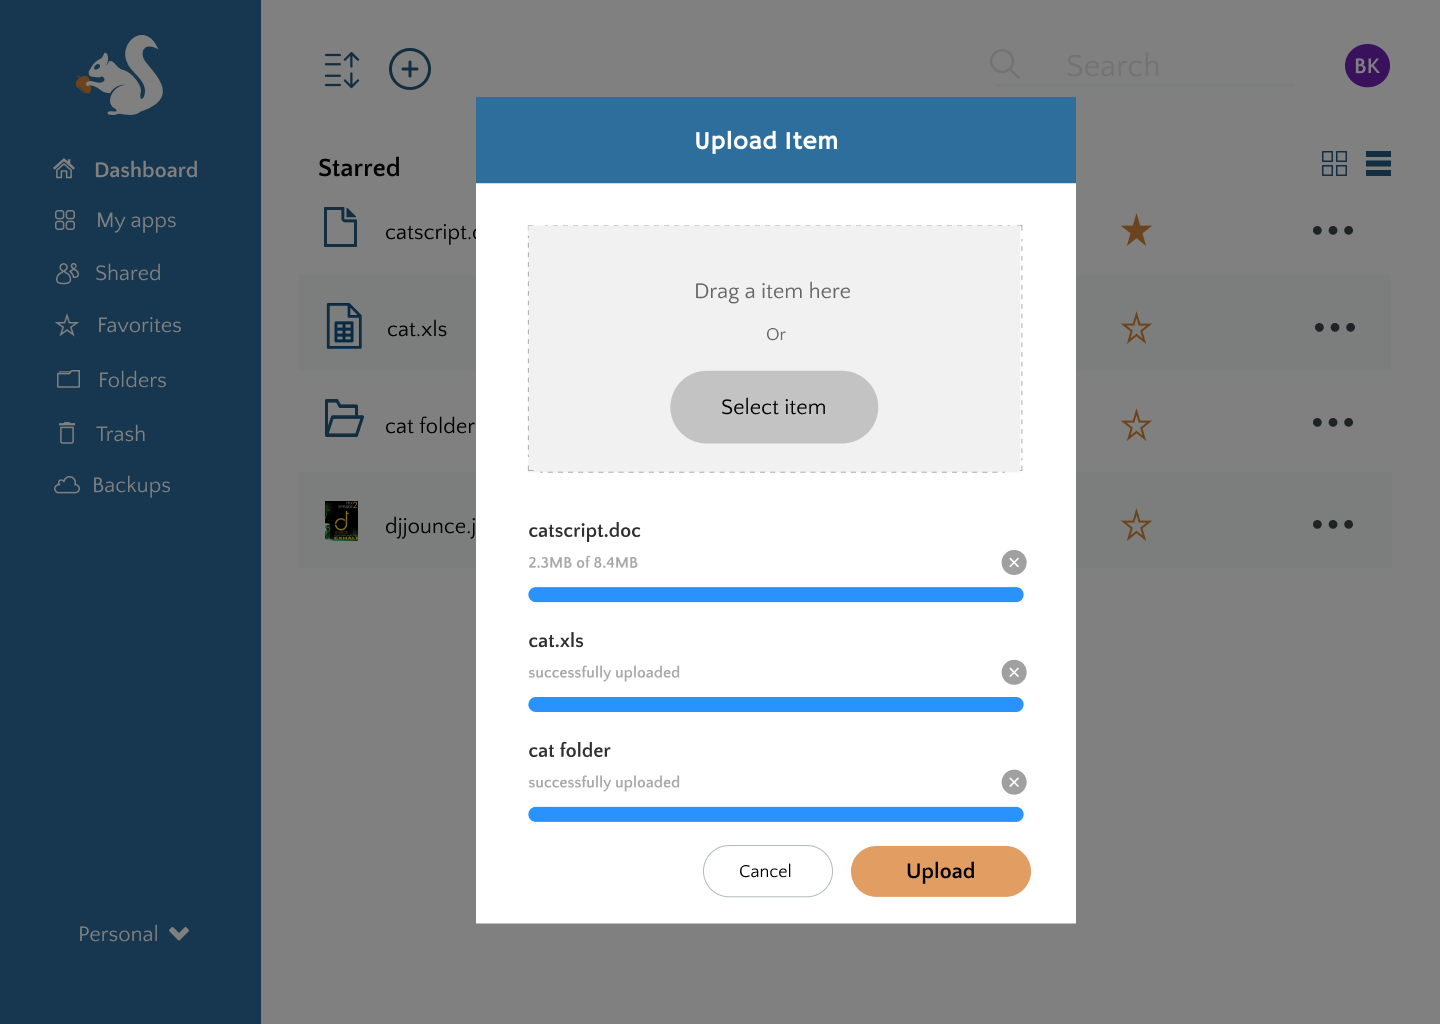 Search
BK
Upload Item
Dashboard
Starred
My apps
catscript.
Shared
Drag a item here
Favorites
cat.xls
Or
Folders
Select item
cat folder
Trash
Backups
djjounce.j
catscript.doc
2.3MB of 8.4MB
cat.xls
successfully uploaded
cat folder
successfully uploaded
Cancel
Upload
Personal